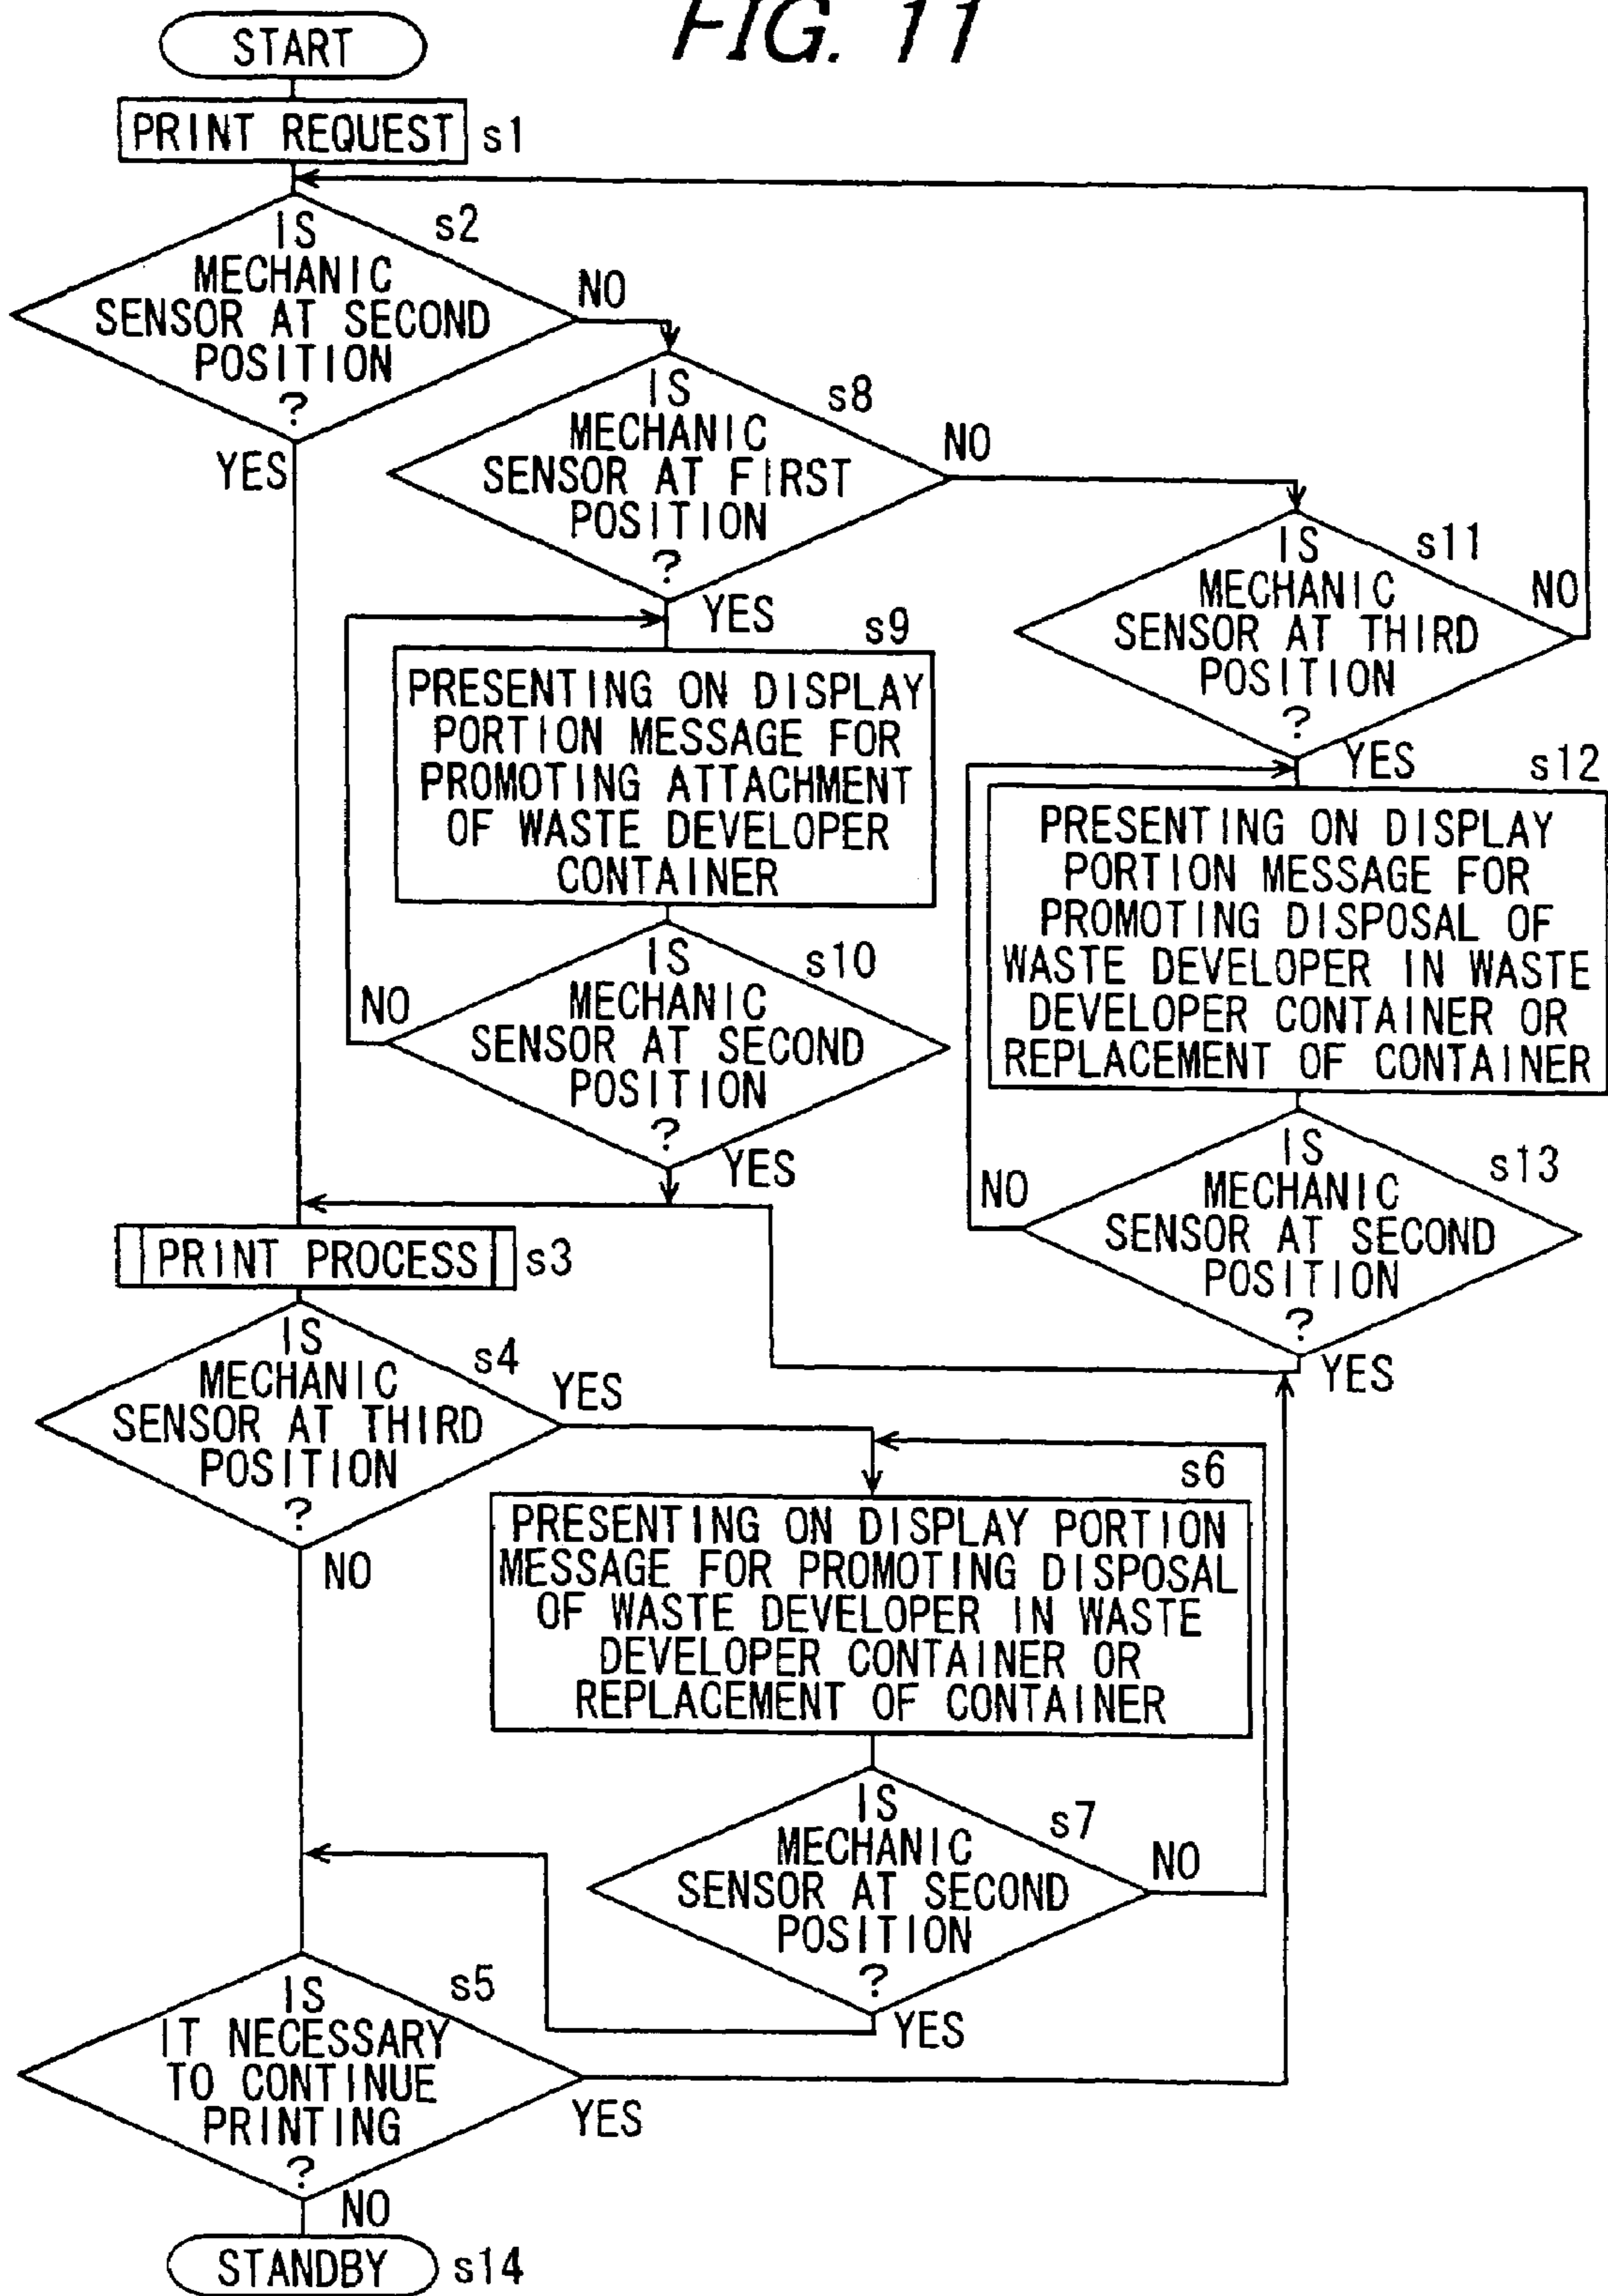 FIG. 11
START
PRINT REQUEST
s1
IS
MECHANIC
SENSOR AT SECOND
POSITION
?
s2
NO
YES
IS
MECHANIC
SENSOR AT FIRST
POSITION
?
s8
NO
YES
IS
MECHANIC
SENSOR AT THIRD
POSITION
?
s11
NO
YES
s9
PRESENTING ON DISPLAY
PORTION MESSAGE FOR
PROMOTING ATTACHMENT
OF WASTE DEVELOPER
CONTAINER
s12
PRESENTING ON DISPLAY
PORTION MESSAGE FOR
PROMOTING DISPOSAL OF
WASTE DEVELOPER IN WASTE
DEVELOPER CONTAINER OR
REPLACEMENT OF CONTAINER
IS
MECHANIC
SENSOR AT SECOND
POSITION
?
s10
NO
YES
IS
MECHANIC
SENSOR AT SECOND
POSITION
?
s13
NO
YES
PRINT PROCESS
s3
IS
MECHANIC
SENSOR AT THIRD
POSITION
?
s4
YES
NO
s6
PRESENTING ON DISPLAY PORTION
MESSAGE FOR PROMOTING DISPOSAL
OF WASTE DEVELOPER IN WASTE
DEVELOPER CONTAINER OR
REPLACEMENT OF CONTAINER
IS
MECHANIC
SENSOR AT SECOND
POSITION
?
s7
NO
YES
IS
IT NECESSARY
TO CONTINUE
PRINTING
?
s5
YES
NO
STANDBY
s14